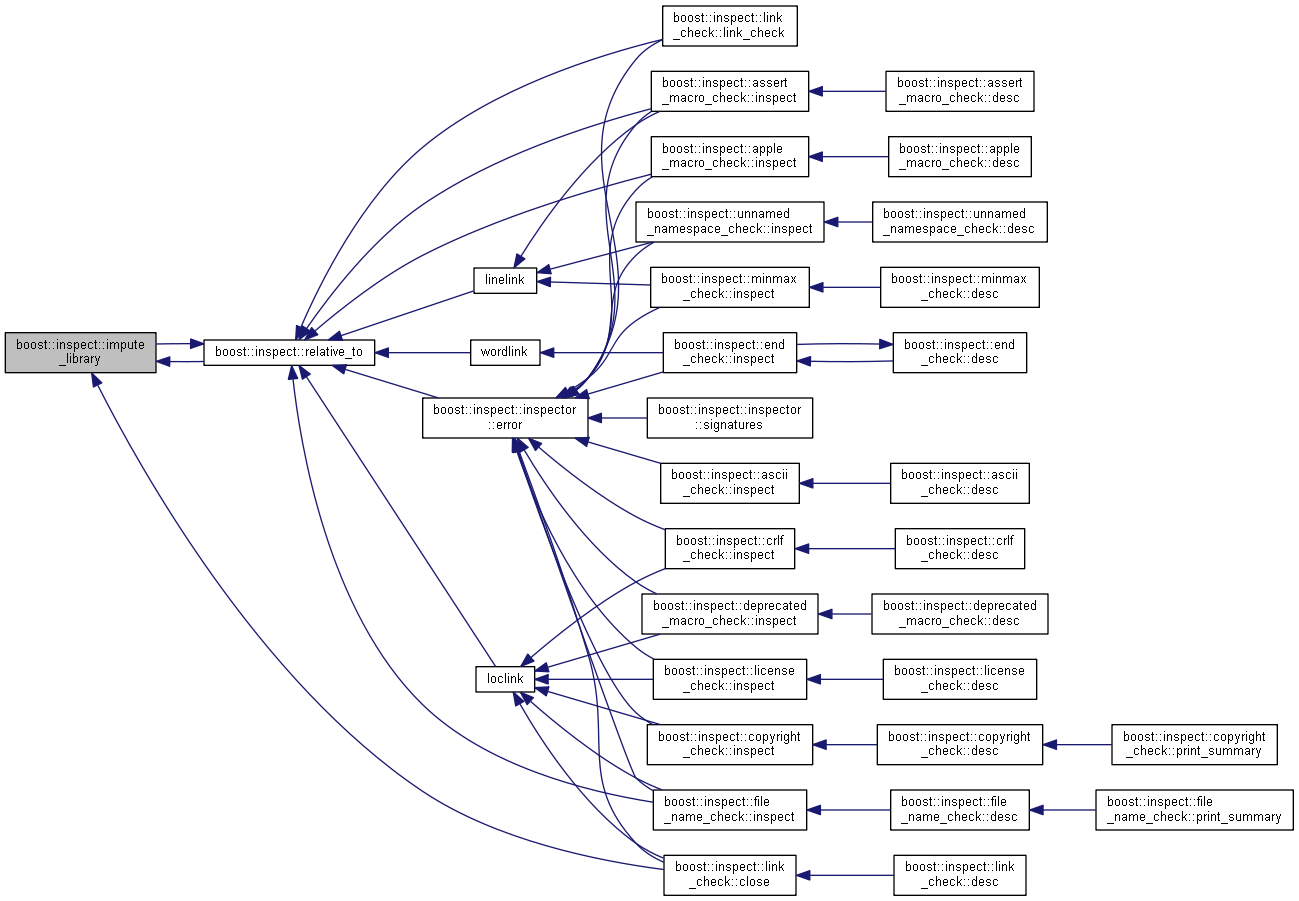 boost::inspect::impute
_library
boost::inspect::relative_to
linelink
wordlink
boost::inspect::inspector
::error
loclink
boost::inspect::link
_check::link_check
boost::inspect::assert
_macro_check::inspect
boost::inspect::assert
_macro_check::desc
boost::inspect::apple
_macro_check::inspect
boost::inspect::apple
_macro_check::desc
boost::inspect::unnamed
_namespace_check::inspect
boost::inspect::unnamed
_namespace_check::desc
boost::inspect::minmax
_check::inspect
boost::inspect::minmax
_check::desc
boost::inspect::end
_check::inspect
boost::inspect::end
_check::desc
boost::inspect::inspector
::signatures
boost::inspect::ascii
_check::inspect
boost::inspect::ascii
_check::desc
boost::inspect::crlf
_check::inspect
boost::inspect::crlf
_check::desc
boost::inspect::deprecated
_macro_check::inspect
boost::inspect::deprecated
_macro_check::desc
boost::inspect::license
_check::inspect
boost::inspect::license
_check::desc
boost::inspect::copyright
_check::inspect
boost::inspect::copyright
_check::desc
boost::inspect::copyright
_check::print_summary
boost::inspect::file
_name_check::inspect
boost::inspect::file
_name_check::desc
boost::inspect::file
_name_check::print_summary
boost::inspect::link
_check::close
boost::inspect::link
_check::desc